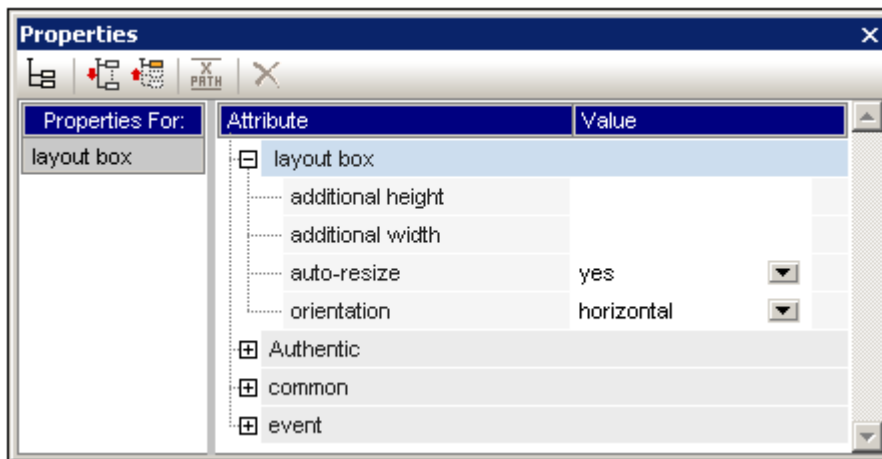 Properties
X
PATH
Properties For:
Attribute
Value
layout box
layout box
additional height
additional width
auto-resize
yes
orientation
horizontal
Authentic
common
event